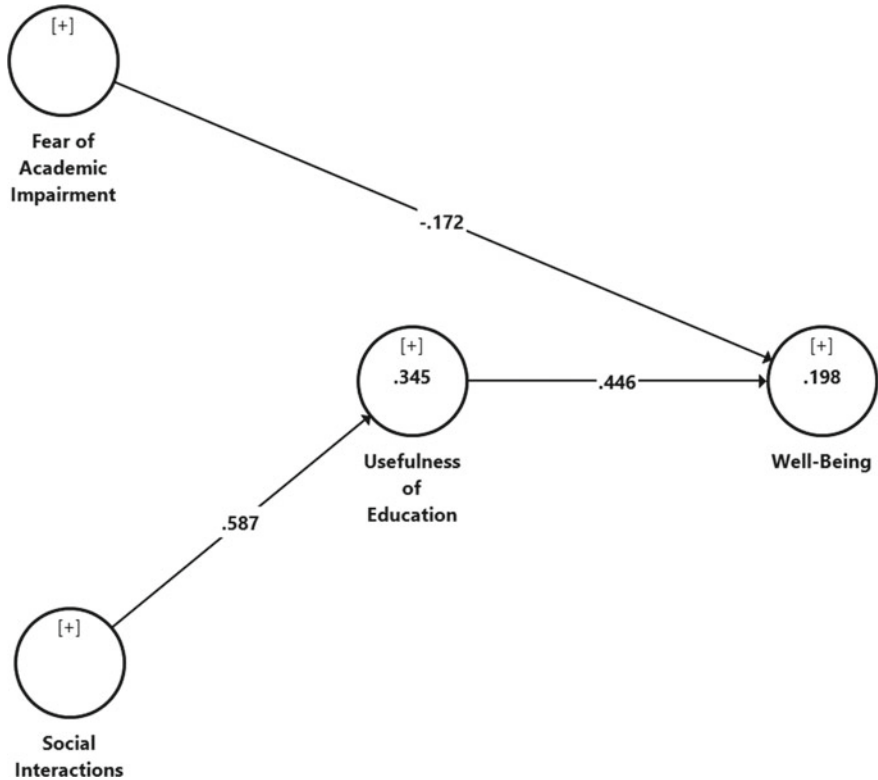 [+]
Fear of
Academic
Impairment
-.172
[+]
.345
Usefulness
of
Education
.446
[+]
.198
Well-Being
.587
[+]
Social
Interactions